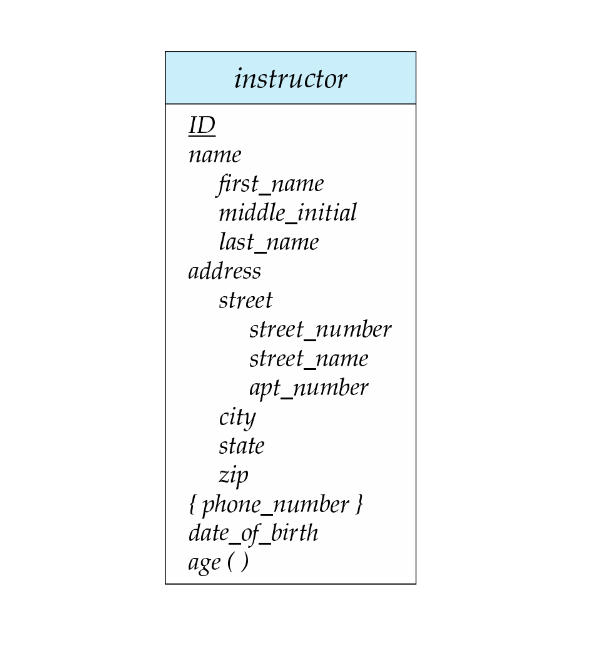 instructor
ID
name
first_name
middle_initial
last_name
address
street
street_number
street_name
apt_number
city
state
zip
{ phone_number }
date_of_birth
age ( )